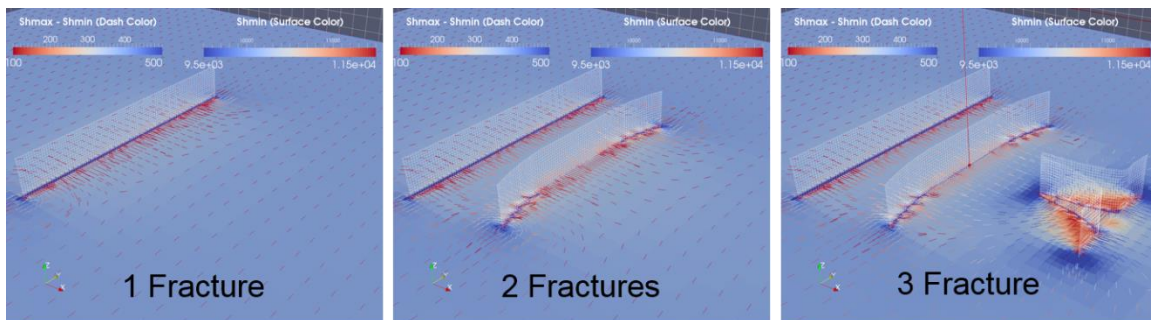 Shmax - Shmin (Dash Color)
Shmin (Surface Color)
200 300 400
100 500
9.5e+03 1.15e+04
1 Fracture
Shmax - Shmin (Dash Color)
Shmin (Surface Color)
200 300 400
100 500
9.5e+03 1.15e+04
2 Fractures
Shmax - Shmin (Dash Color)
Shmin (Surface Color)
200 300 400
100 500
9.5e+03 1.15e+04
3 Fracture